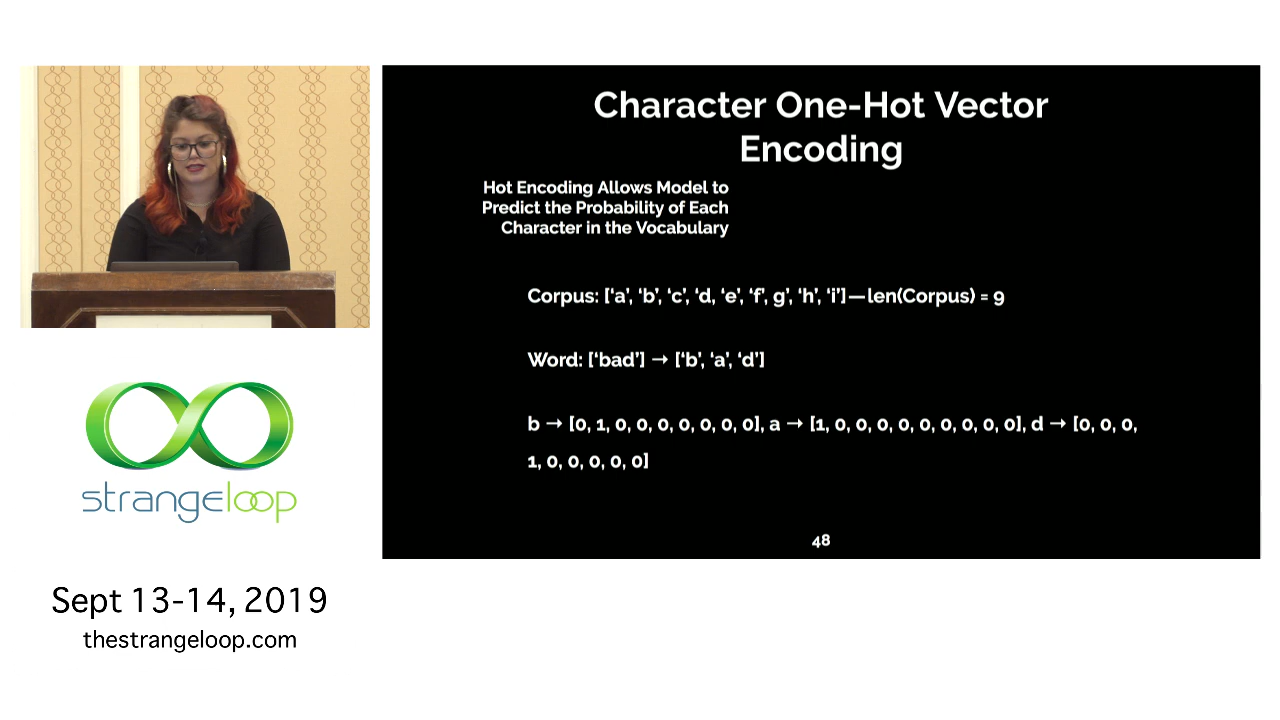 Character One-Hot Vector
Encoding
Hot Encoding Allows Model to
Predict the Probability of Each
Character in the Vocabulary
Corpus: [‘a’, ‘b’, ‘c’, ‘d, ‘e’, ‘f’, g’, ‘h’, ‘i’]—len(Corpus) = 9
Word: [‘bad’] → [‘b’, ‘a’, ‘d’]
b → [0, 1, 0, 0, 0, 0, 0, 0, 0], a → [1, 0, 0, 0, 0, 0, 0, 0, 0, 0], d → [0, 0, 0,
1, 0, 0, 0, 0, 0]
48
strangeloop
Sept 13-14, 2019
thestrangeloop.com